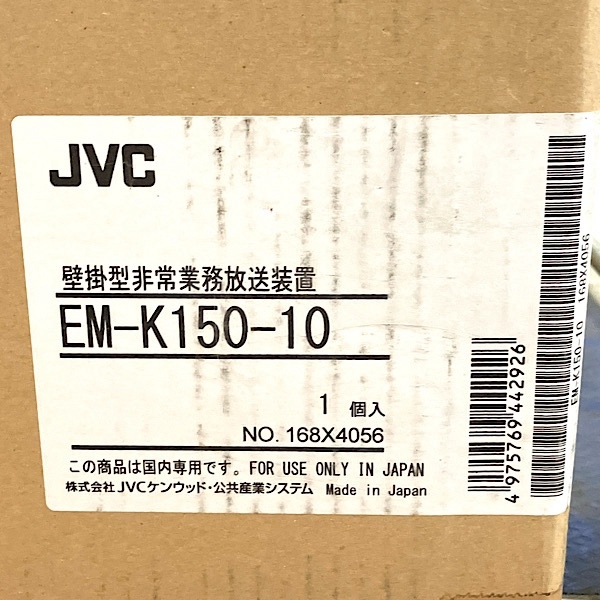 JVC
壁掛型非常業務放送装置
EM-K150-10
1 個入
NO. 168X4056
この商品は国内専用です。FOR USE ONLY IN JAPAN
株式会社JVCケンウッド・公共産業システム Made in Japan
4975769442926
EM-K150-10 168X4056